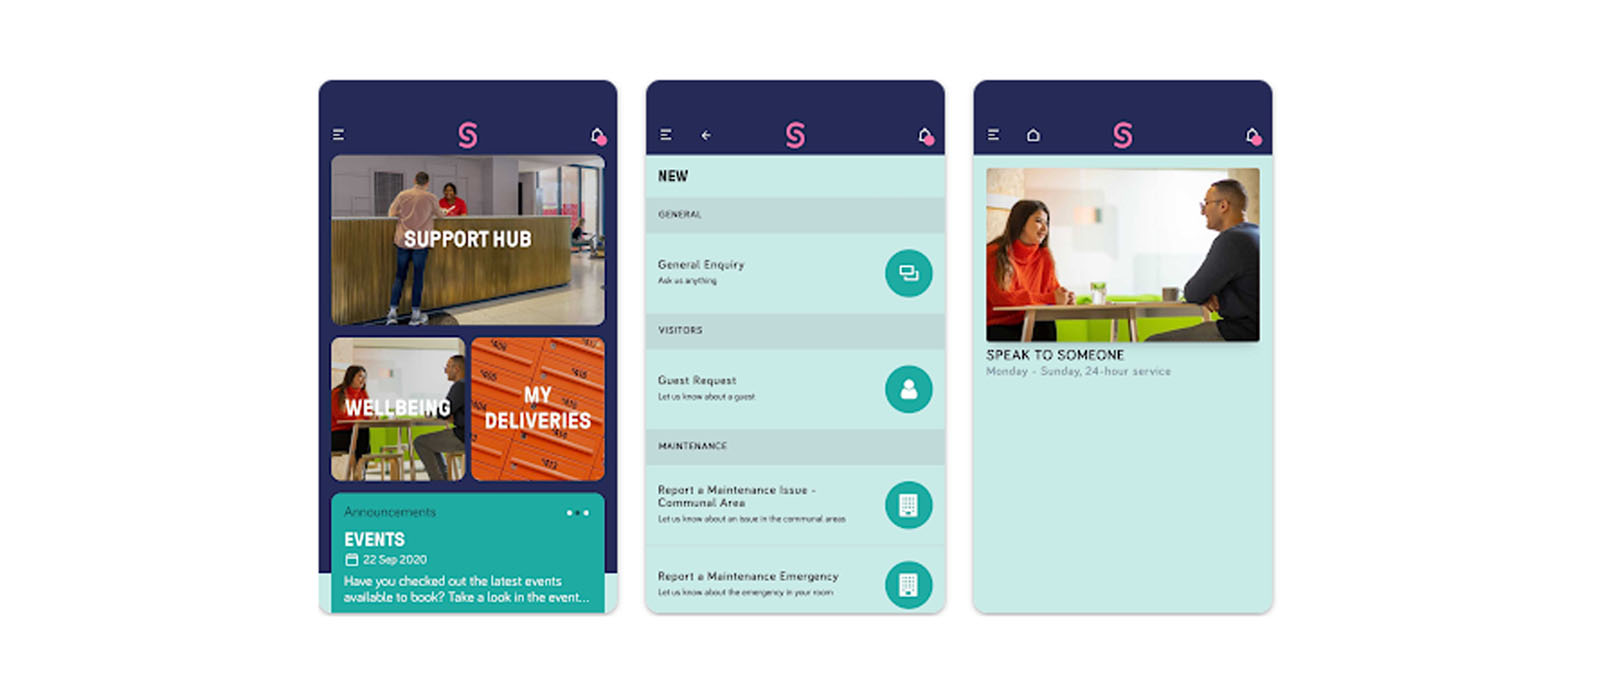 SUPPORT HUB
WELLBEING
MY
DELIVERIES
Announcements
EVENTS
22 Sep 2020
Have you checked out the latest events
available to book? Take a look in the event...
NEW
GENERAL
General Enquiry
Ask us anything
VISITORS
Guest Request
Let us know about a guest
MAINTENANCE
Report a Maintenance Issue -
Communal Area
Let us know about an issue in the communal areas
Report a Maintenance Emergency
Let us know about the emergency in your room
SPEAK TO SOMEONE
Monday - Sunday, 24-hour service